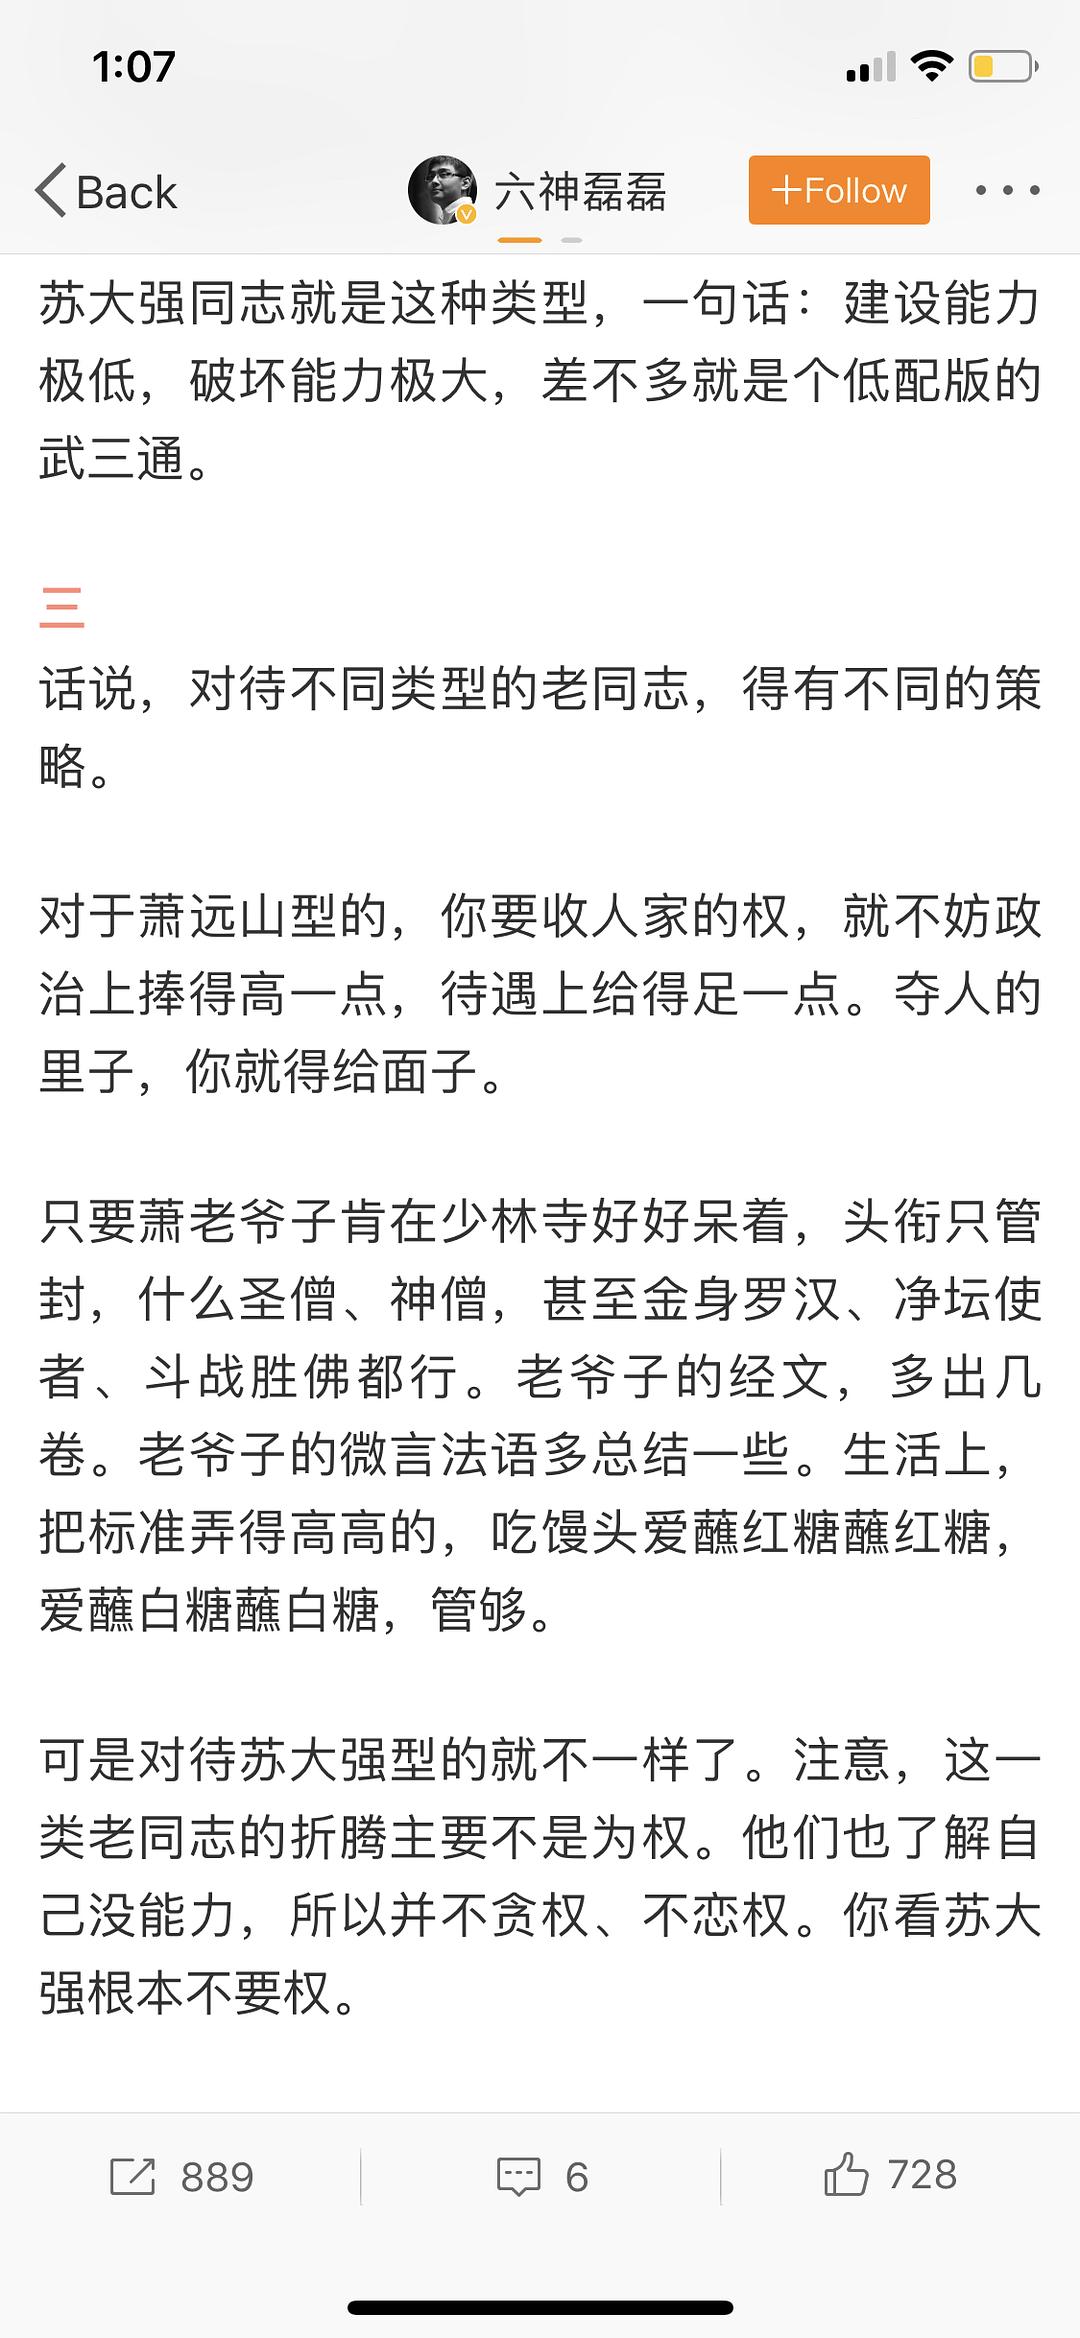 1:07
Back
六神磊磊
+Follow
苏大强同志就是这种类型，一句话：建设能力
极低，破坏能力极大，差不多就是个低配版的
武三通。
三
话说，对待不同类型的老同志，得有不同的策
略。
对于萧远山型的，你要收人家的权，就不妨政
治上捧得高一点，待遇上给得足一点。夺人的
里子，你就得给面子。
只要萧老爷子肯在少林寺好好呆着，头衔只管
封，什么圣僧、神僧，甚至金身罗汉、净坛使
者、斗战胜佛都行。老爷子的经文，多出几
卷。老爷子的微言法语多总结一些。生活上，
把标准弄得高高的，吃馒头爱蘸红糖蘸红糖，
爱蘸白糖蘸白糖，管够。
可是对待苏大强型的就不一样了。注意，这一
类老同志的折腾主要不是为权。他们也了解自
己没能力，所以并不贪权、不恋权。你看苏大
强根本不要权。
889
6
728